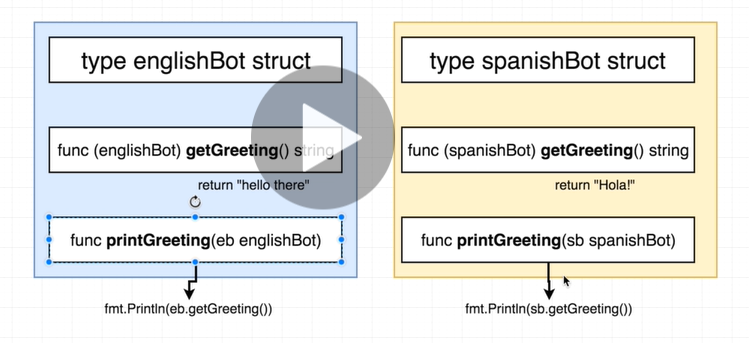 type englishBot struct
func (englishBot) getGreeting() string
return "hello there"
func printGreeting(eb englishBot)
fmt.Println(eb.getGreeting())
type spanishBot struct
func (spanishBot) getGreeting() string
return "Hola!"
func printGreeting(sb spanishBot)
fmt.Println(sb.getGreeting())